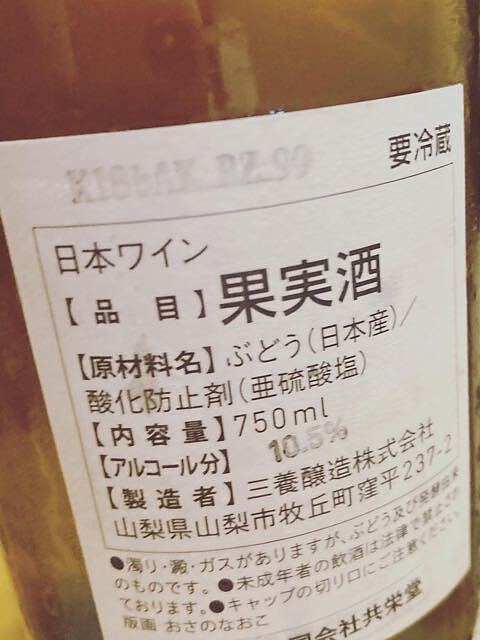 要冷蔵
日本ワイン
【品 目】果実酒
【原材料名】ぶどう(日本産)/
酸化防止剤(亜硫酸塩)
【内 容 量】750ml
【アルコール分】 10.5%
【製 造 者】三養醸造株式会社
山梨県山梨市牧丘町窪平237-2
●濁り・澱・ガスがありますが、ぶどう及び発酵由来
のものです。●未成年者の飲酒は法律で禁止され
ております。●キャップの切り口にご注意ください。
版画 おさのなおこ
会社共栄堂